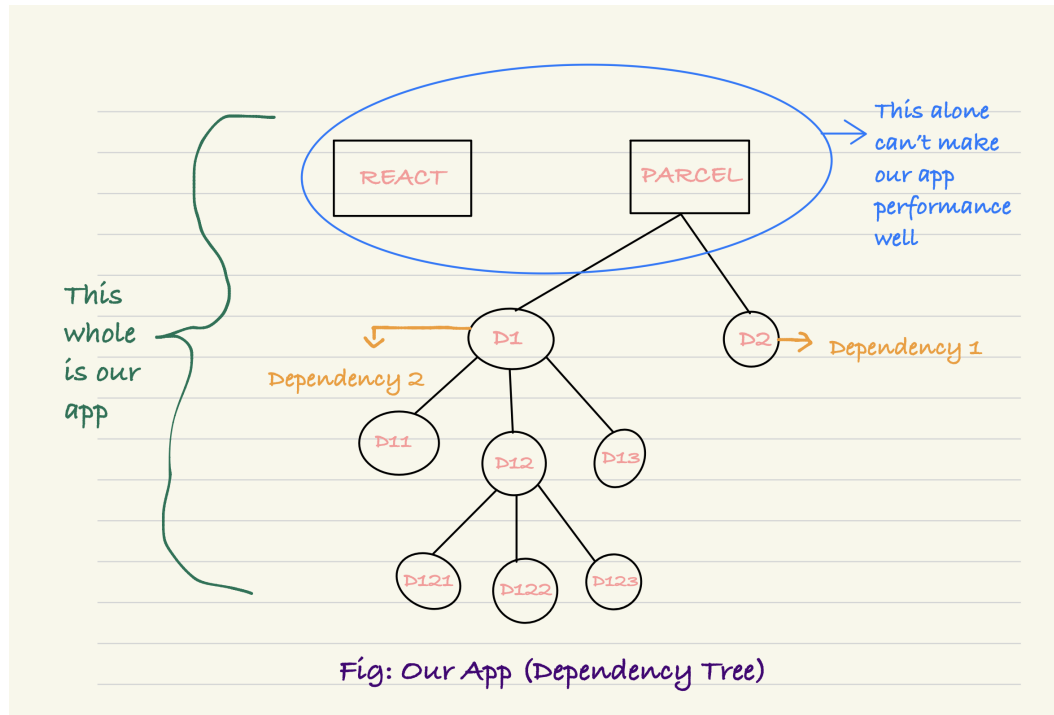 This alone
can't make
our app
performance
well
REACT
PARCEL
This
whole
is our
app
D1
D2
Dependency 1
Dependency 2
D11
D12
D13
D121
D122
D123
Fig: Our App (Dependency Tree)